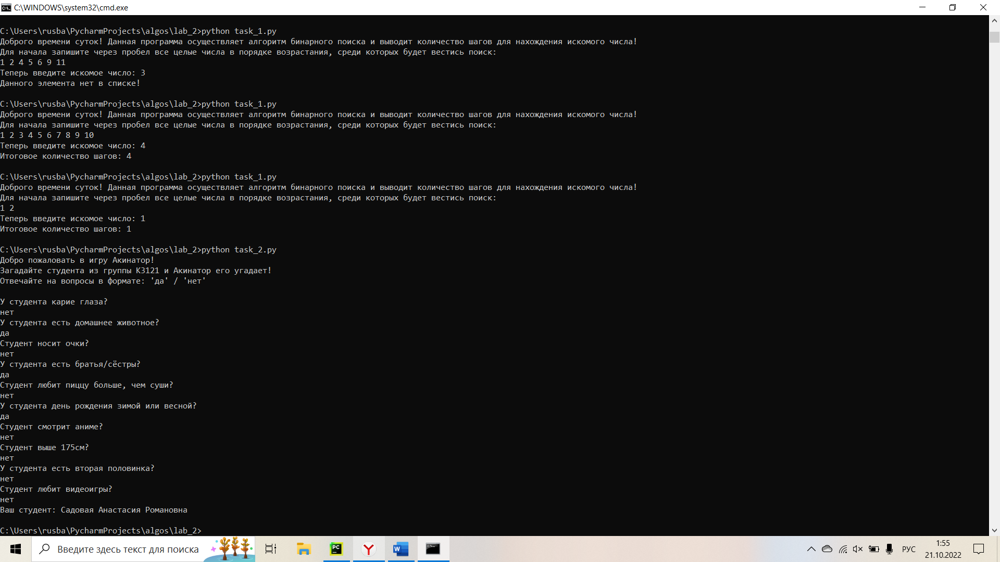 C:\WINDOWS\system32\cmd.exe
C:\Users\rusba\PycharmProjects\algos\lab_2>python task_1.py
Доброго времени суток! Данная программа осуществляет алгоритм бинарного поиска и выводит количество шагов для нахождения искомого числа!
Для начала запишите через пробел все целые числа в порядке возрастания, среди которых будет вестись поиск:
1 2 4 5 6 9 11
Теперь введите искомое число: 3
Данного элемента нет в списке!
C:\Users\rusba\PycharmProjects\algos\lab_2>python task_1.py
Доброго времени суток! Данная программа осуществляет алгоритм бинарного поиска и выводит количество шагов для нахождения искомого числа!
Для начала запишите через пробел все целые числа в порядке возрастания, среди которых будет вестись поиск:
1 2 3 4 5 6 7 8 9 10
Теперь введите искомое число: 4
Итоговое количество шагов: 4
C:\Users\rusba\PycharmProjects\algos\lab_2>python task_1.py
Доброго времени суток! Данная программа осуществляет алгоритм бинарного поиска и выводит количество шагов для нахождения искомого числа!
Для начала запишите через пробел все целые числа в порядке возрастания, среди которых будет вестись поиск:
1 2
Теперь введите искомое число: 1
Итоговое количество шагов: 1
C:\Users\rusba\PycharmProjects\algos\lab_2>python task_2.py
Добро пожаловать в игру Акинатор!
Загадайте студента из группы К3121 и Акинатор его угадает!
Отвечайте на вопросы в формате: 'да' / 'нет'
У студента карие глаза?
нет
У студента есть домашнее животное?
да
Студент носит очки?
нет
У студента есть братья/сёстры?
да
Студент любит пиццу больше, чем суши?
нет
У студента день рождения зимой или весной?
да
Студент смотрит аниме?
нет
Студент выше 175см?
нет
У студента есть вторая половинка?
нет
Студент любит видеоигры?
нет
Ваш студент: Садовая Анастасия Романовна
C:\Users\rusba\PycharmProjects\algos\lab_2>
Введите здесь текст для поиска
РУС
1:55
21.10.2022